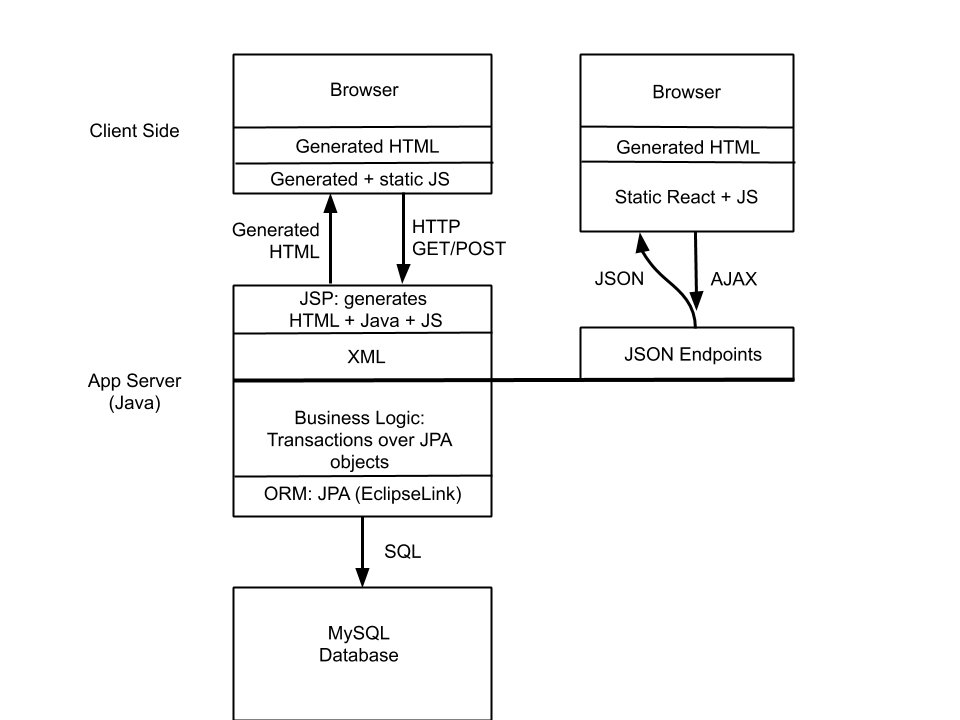 Browser
Browser
Client Side
Generated HTML
Generated HTML
Generated + static JS
Static React + JS
Generated
HTML
HTTP
GET/POST
JSON
AJAX
JSP: generates
HTML + Java + JS
XML
JSON Endpoints
App Server
(Java)
Business Logic:
Transactions over JPA
objects
ORM: JPA (EclipseLink)
SQL
MySQL
Database